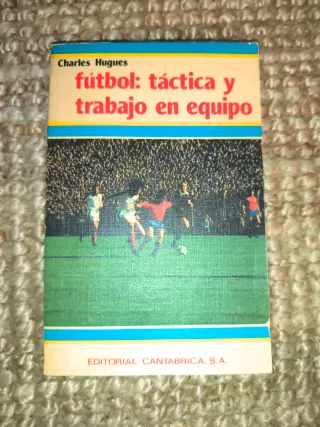 Charles Hugues
fútbol: táctica y
trabajo en equipo
EDITORIAL CANTABRICA, S.A.